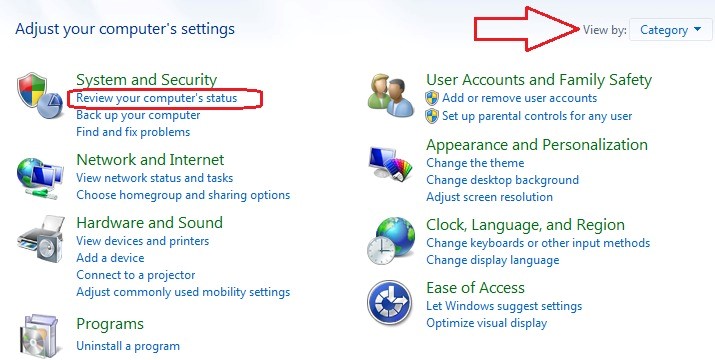 Adjust your computer's settings
View by: Category
System and Security
Review your computer's status
Back up your computer
Find and fix problems
Network and Internet
View network status and tasks
Choose homegroup and sharing options
Hardware and Sound
View devices and printers
Add a device
Connect to a projector
Adjust commonly used mobility settings
Programs
Uninstall a program
User Accounts and Family Safety
Add or remove user accounts
Set up parental controls for any user
Appearance and Personalization
Change the theme
Change desktop background
Adjust screen resolution
Clock, Language, and Region
Change keyboards or other input methods
Change display language
Ease of Access
Let Windows suggest settings
Optimize visual display